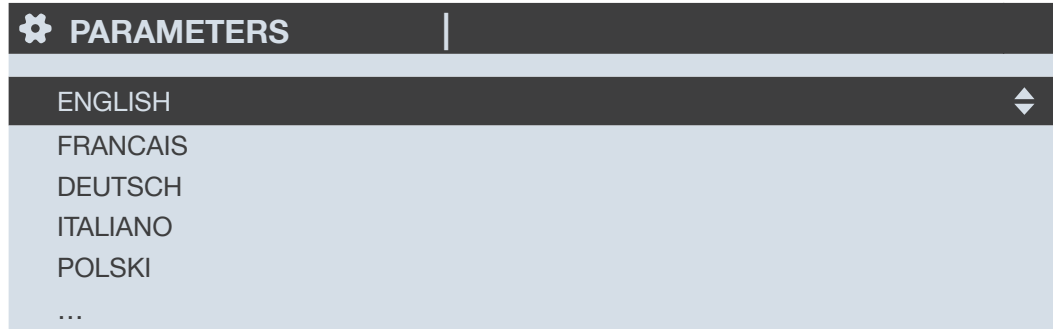 PARAMETERS
ENGLISH
FRANCAIS
DEUTSCH
ITALIANO
POLSKI
…